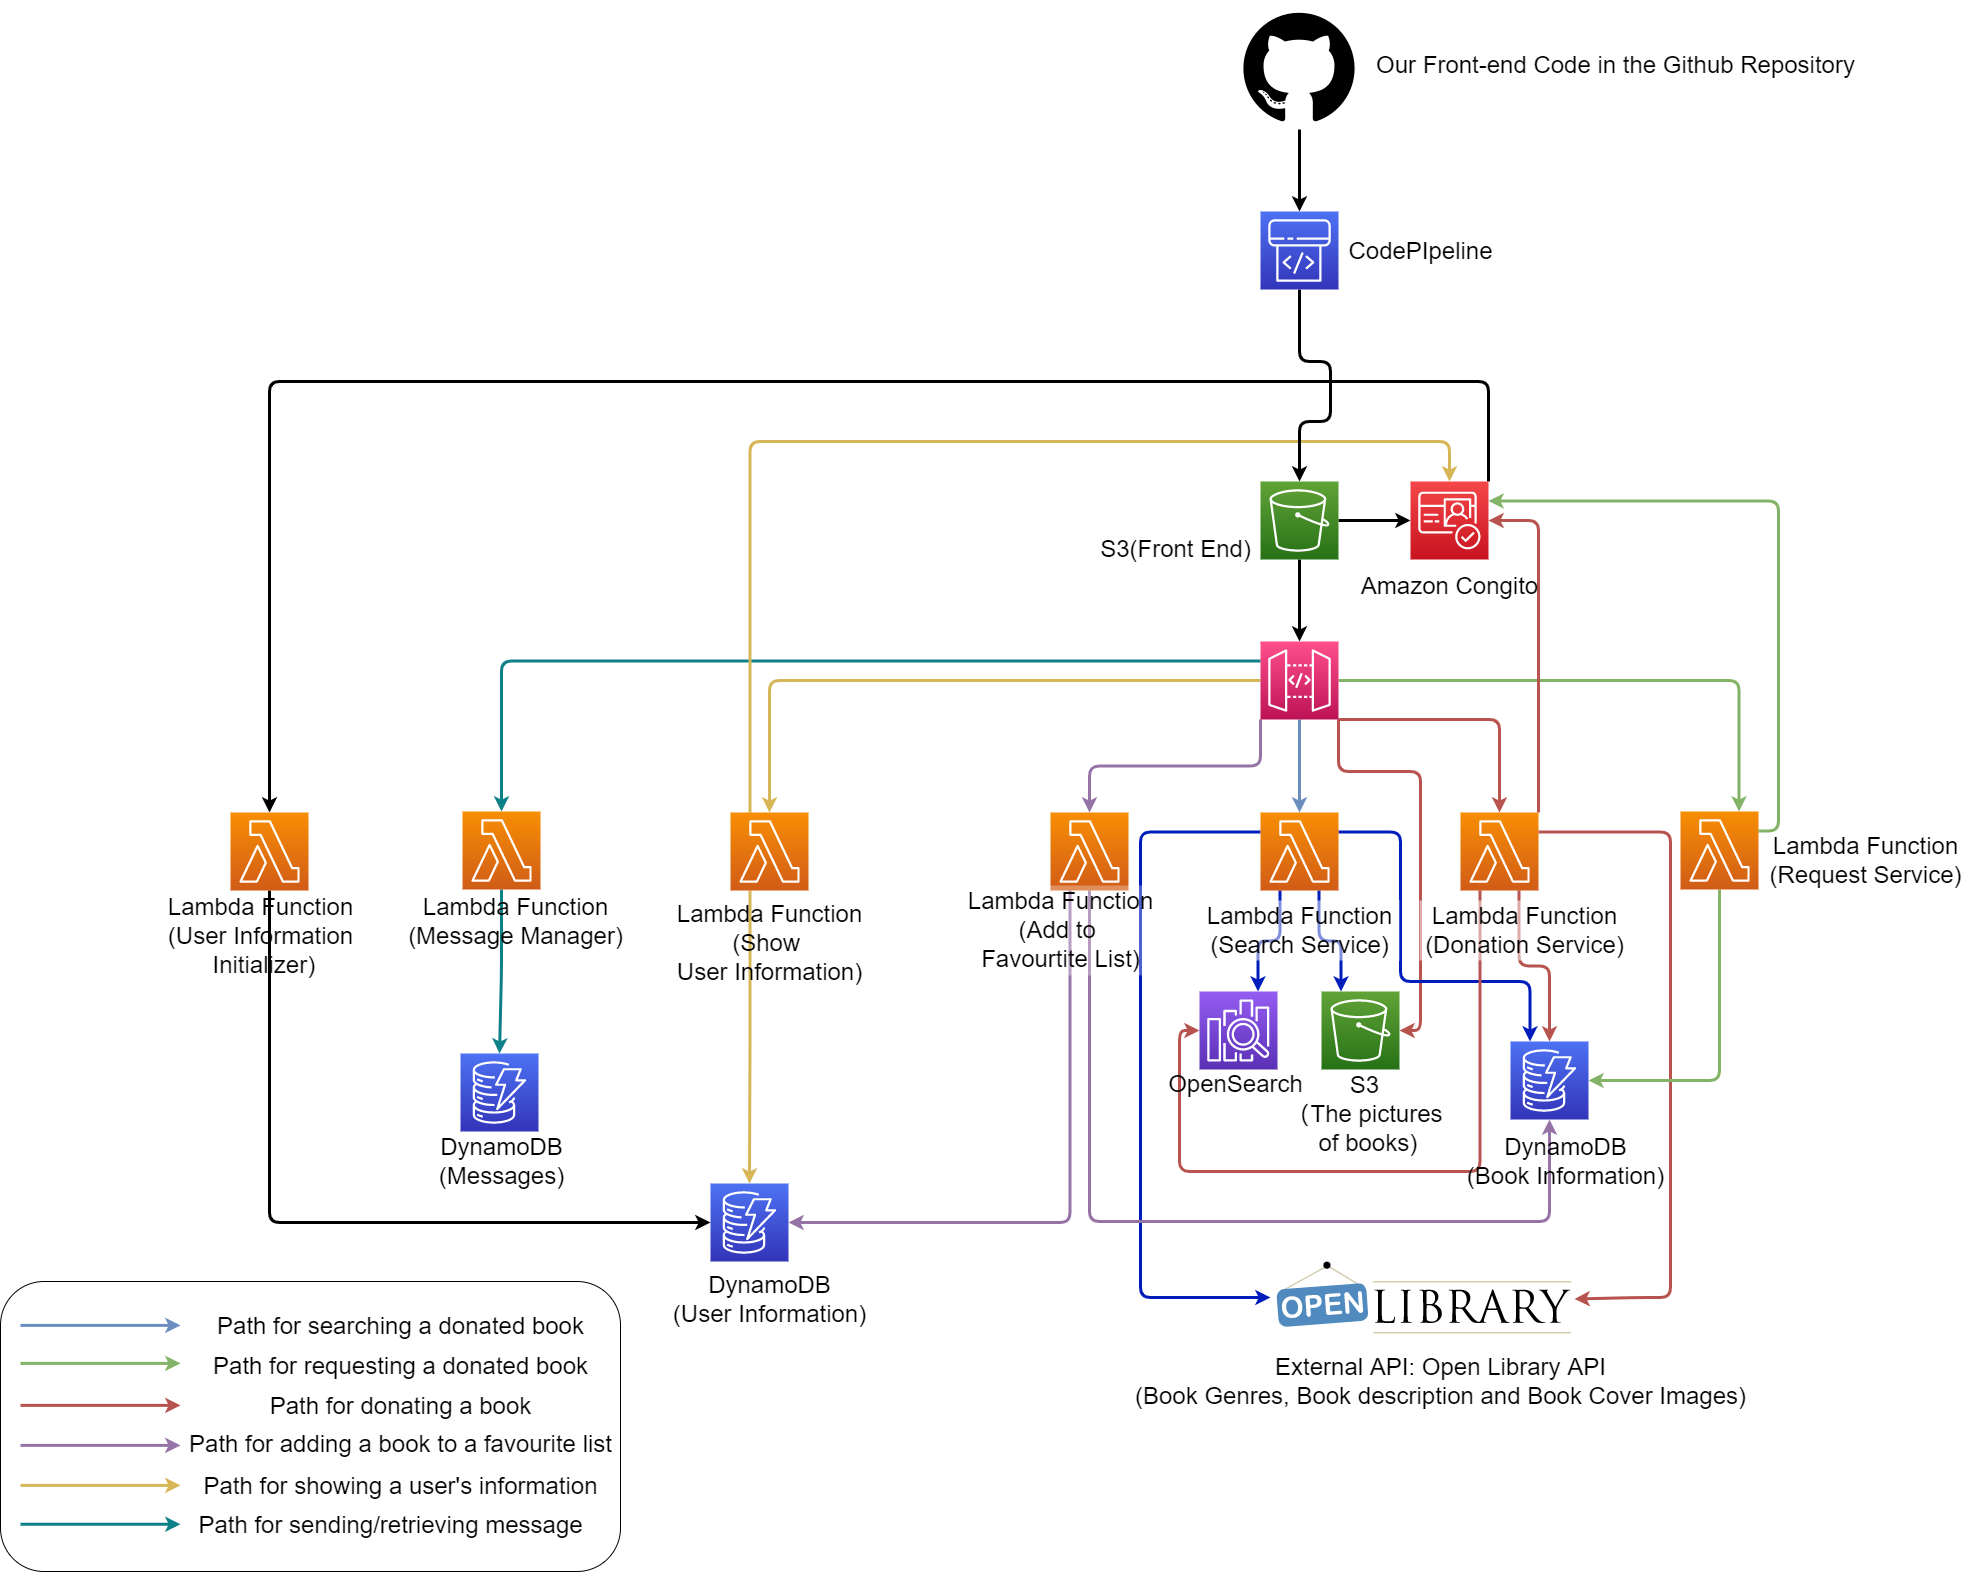 Our Front-end Code in the Github Repository
CodePIpeline
S3(Front End)
Amazon Congito
Lambda Function
(User Information
Initializer)
Lambda Function
(Message Manager)
Lambda Function
(Show
User Information)
Lambda Function
(Add to
Favourtite List)
Lambda Function
(Search Service)
Lambda Function
(Donation Service)
Lambda Function
(Request Service)
OpenSearch
S3
(The pictures
of books)
DynamoDB
(Messages)
DynamoDB
(Book Information)
DynamoDB
(User Information)
OPEN LIBRARY
External API: Open Library API
(Book Genres, Book description and Book Cover Images)
Path for searching a donated book
Path for requesting a donated book
Path for donating a book
Path for adding a book to a favourite list
Path for showing a user's information
Path for sending/retrieving message